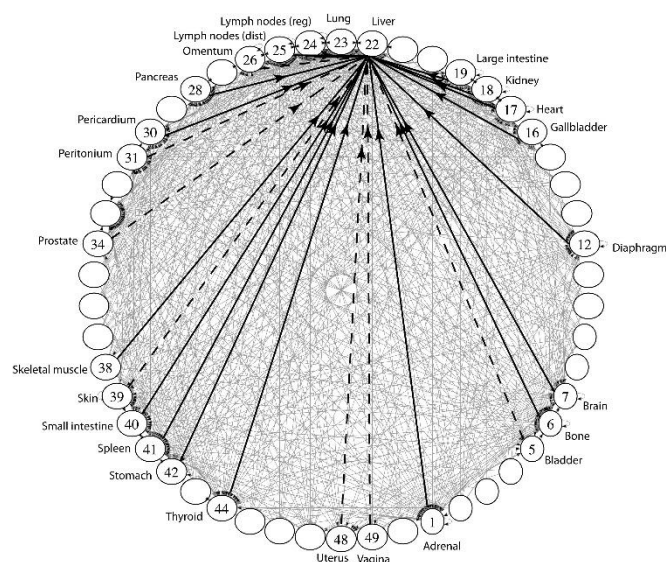 Lymph nodes (reg) Lung Liver
Lymph nodes (dist)
Omentum
26 25 24 23 22
19 Large intestine
Pancreas 28
18 Kidney
17 Heart
Pericardium 30
16 Gallbladder
Peritonium 31
Prostate 34
12 Diaphragm
Skeletal muscle 38
Skin 39
7 Brain
Small intestine 40
6 Bone
Spleen 41
5 Bladder
Stomach 42
Thyroid 44
1 Adrenal
48 Uterus
49 Vagina